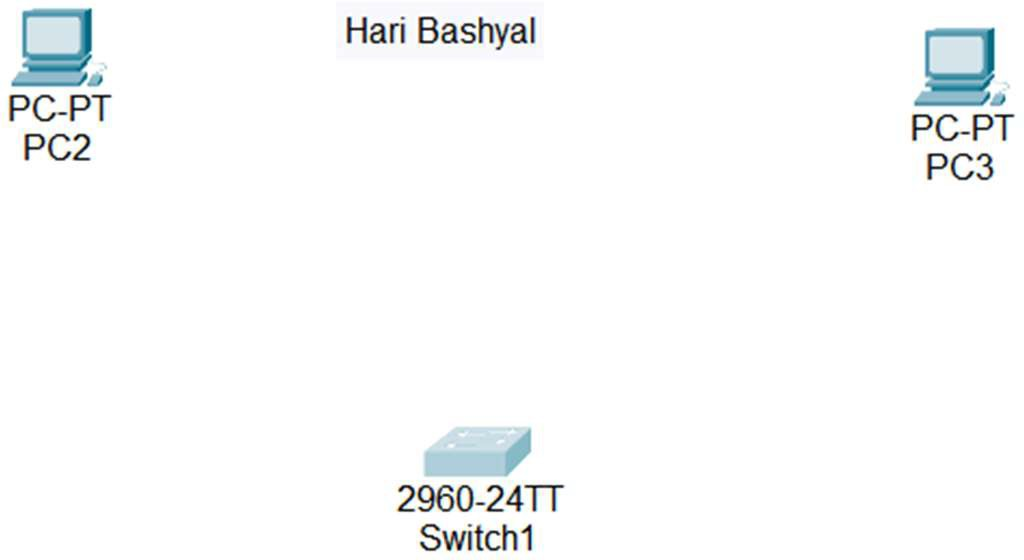 Hari Bashyal
PC-PT
PC2
PC-PT
PC3
2960-24TT
Switch1